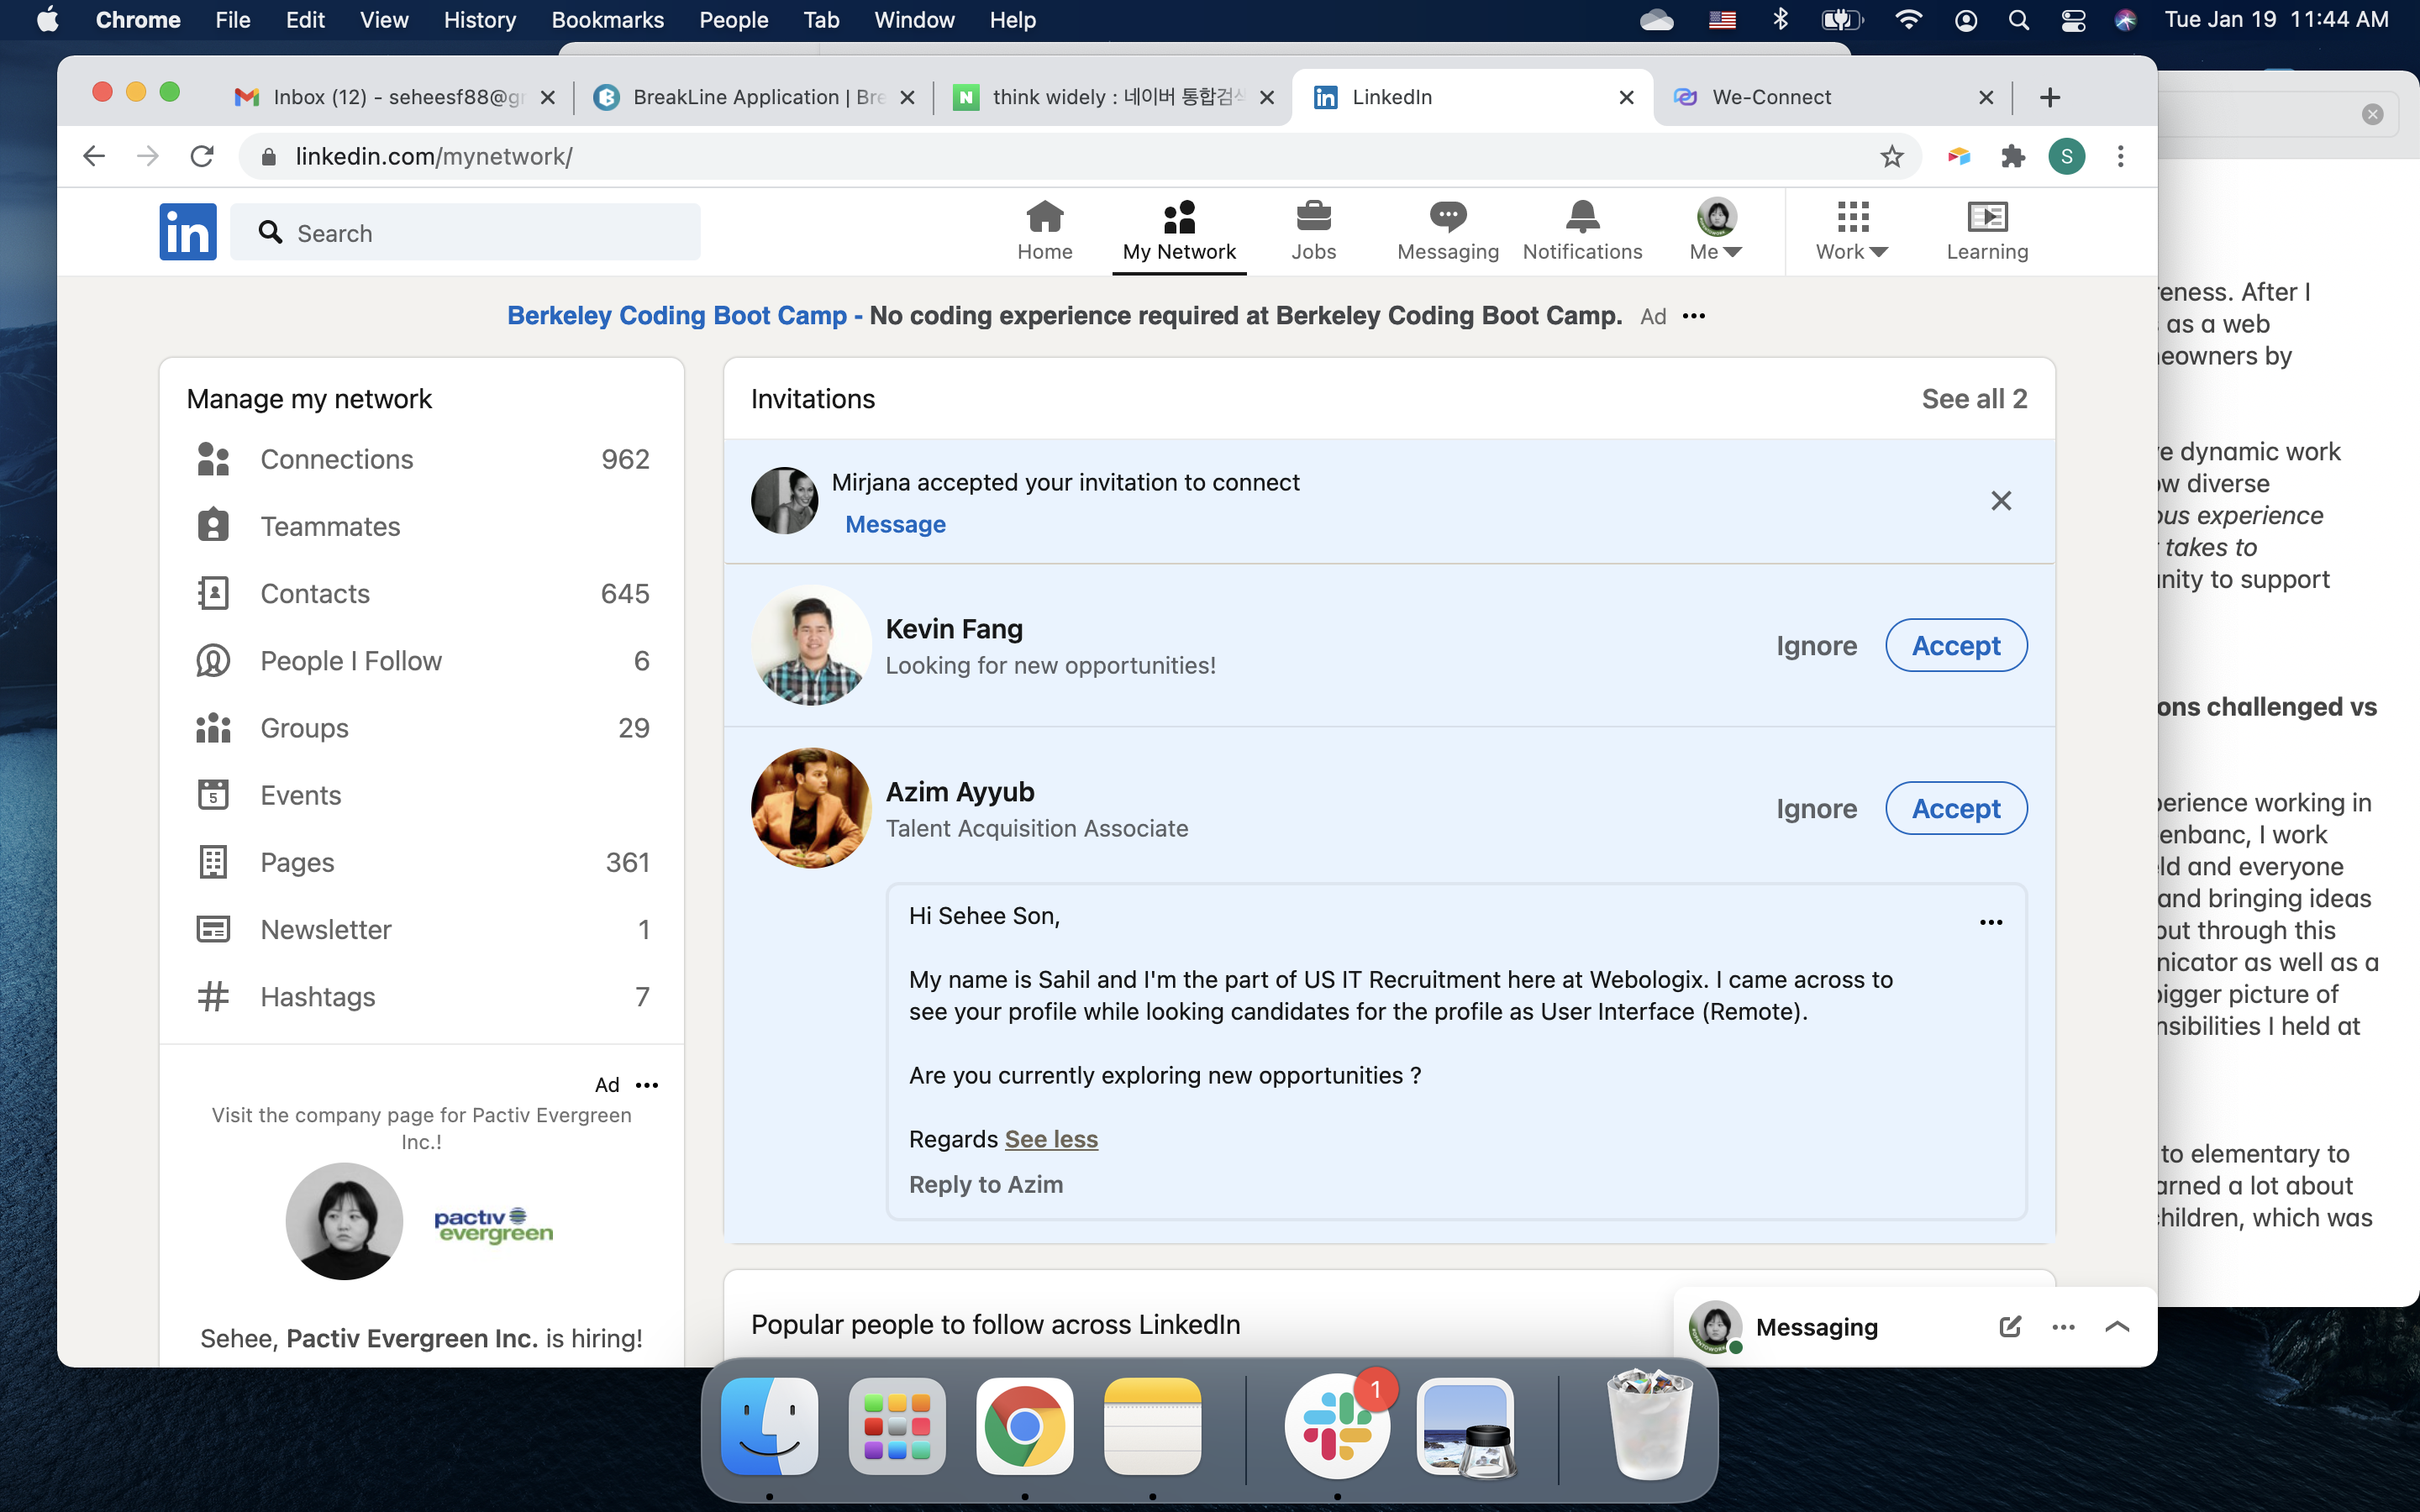 Chrome File Edit View History Bookmarks People Tab Window Help Tue Jan 19 11:44 AM
Inbox (12) - seheesf88@gr BreakLine Application | Bre think widely : 네이버 통합검색 LinkedIn We-Connect
linkedin.com/mynetwork/ S
in Search Home My Network Jobs Messaging Notifications Me Work Learning
Berkeley Coding Boot Camp - No coding experience required at Berkeley Coding Boot Camp. Ad
Manage my network
Connections 962
Teammates
Contacts 645
People I Follow 6
Groups 29
Events
Pages 361
Newsletter 1
Hashtags 7
Ad
Visit the company page for Pactiv Evergreen
Inc.!
pactiv
evergreen
Sehee, Pactiv Evergreen Inc. is hiring!
Invitations See all 2
Mirjana accepted your invitation to connect
Message
Kevin Fang
Looking for new opportunities!
Ignore Accept
Azim Ayyub
Talent Acquisition Associate
Ignore Accept
Hi Sehee Son,
My name is Sahil and I'm the part of US IT Recruitment here at Webologix. I came across to
see your profile while looking candidates for the profile as User Interface (Remote).
Are you currently exploring new opportunities ?
Regards See less
Reply to Azim
Popular people to follow across LinkedIn
Messaging
reness. After I
as a web
eowners by
e dynamic work
ow diverse
ous experience
takes to
unity to support
ons challenged vs
perience working in
enbanc, I work
ld and everyone
and bringing ideas
out through this
nicator as well as a
bigger picture of
nsibilities I held at
to elementary to
arned a lot about
children, which was
1